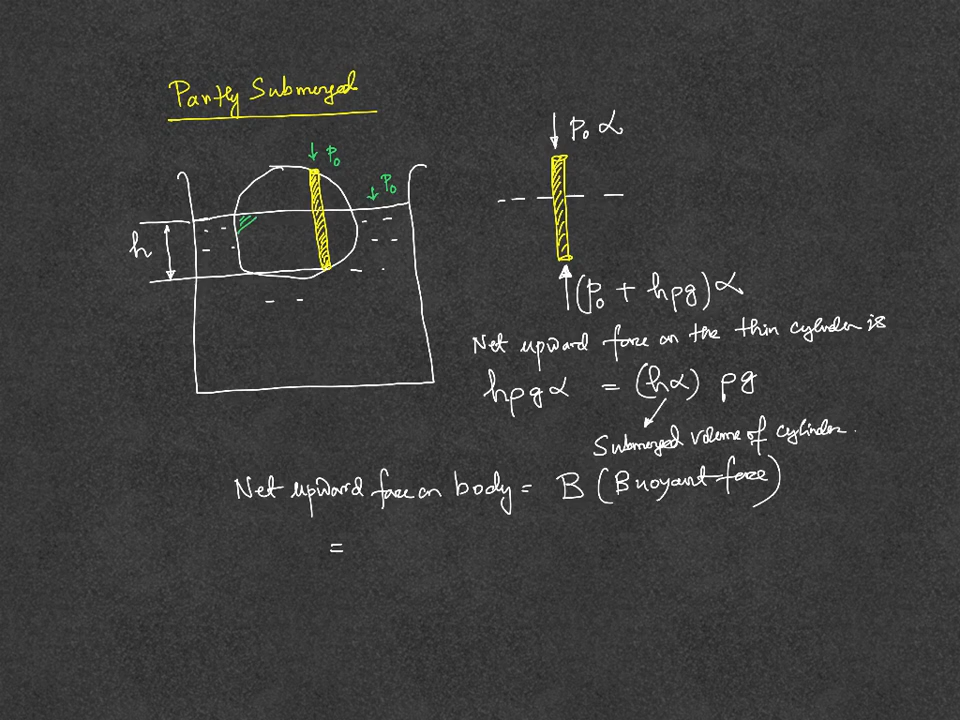 Partly Submerged
P₀
P₀
h
P₀ α
(P₀ + hρg) α
Net upward force on the thin cylinder is
hρgα = (hα) ρg
Submerged volume of cylinder.
Net upward force on body = B (Buoyant force)
=